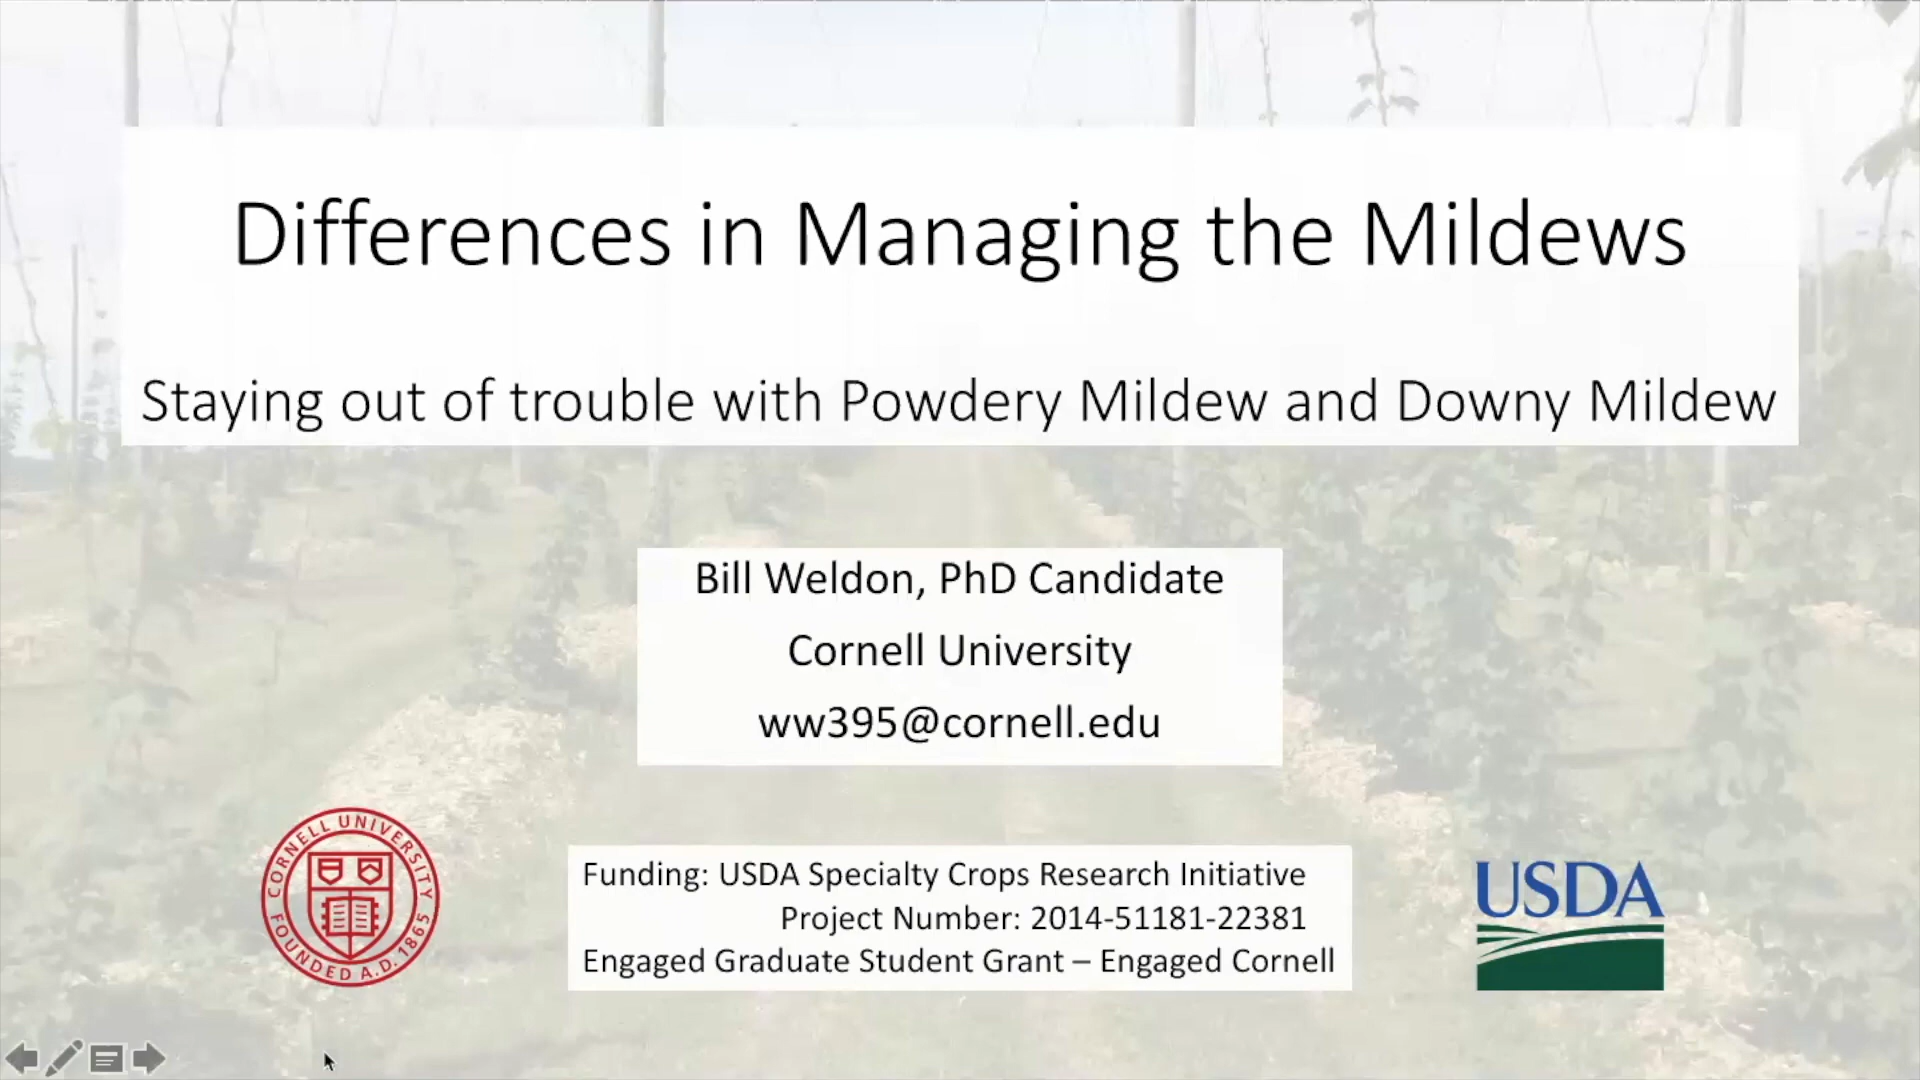 Differences in Managing the Mildews
Staying out of trouble with Powdery Mildew and Downy Mildew
Bill Weldon, PhD Candidate
Cornell University
ww395@cornell.edu
CORNELL UNIVERSITY
FOUNDED A.D. 1865
Funding: USDA Specialty Crops Research Initiative
Project Number: 2014-51181-22381
Engaged Graduate Student Grant – Engaged Cornell
USDA